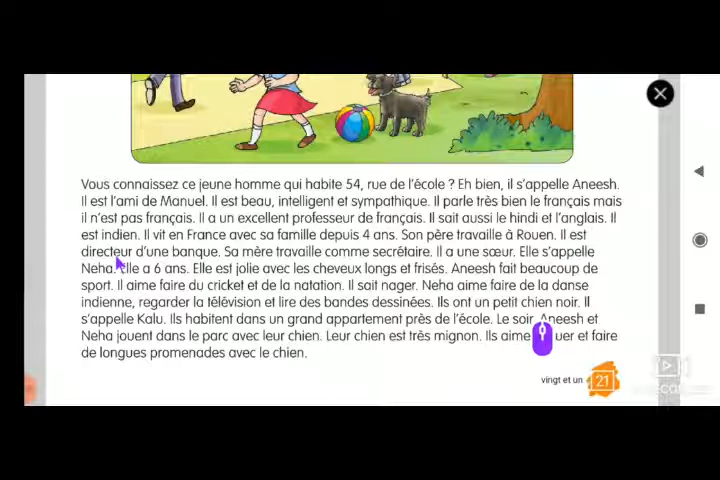 Vous connaissez ce jeune homme qui habite 54, rue de l'école ? Eh bien, il s'appelle Aneesh.
Il est l'ami de Manuel. Il est beau, intelligent et sympathique. Il parle très bien le français mais
il n'est pas français. Il a un excellent professeur de français. Il sait aussi le hindi et l'anglais. Il
est indien. Il vit en France avec sa famille depuis 4 ans. Son père travaille à Rouen. Il est
directeur d'une banque. Sa mère travaille comme secrétaire. Il a une sœur. Elle s'appelle
Neha. Elle a 6 ans. Elle est jolie avec les cheveux longs et frisés. Aneesh fait beaucoup de
sport. Il aime faire du cricket et de la natation. Il sait nager. Neha aime faire de la danse
indienne, regarder la télévision et lire des bandes dessinées. Ils ont un petit chien noir. Il
s'appelle Kalu. Ils habitent dans un grand appartement près de l'école. Le soir, Aneesh et
Neha jouent dans le parc avec leur chien. Leur chien est très mignon. Ils et faire
de longues promenades avec le chien.
vingt et un 21